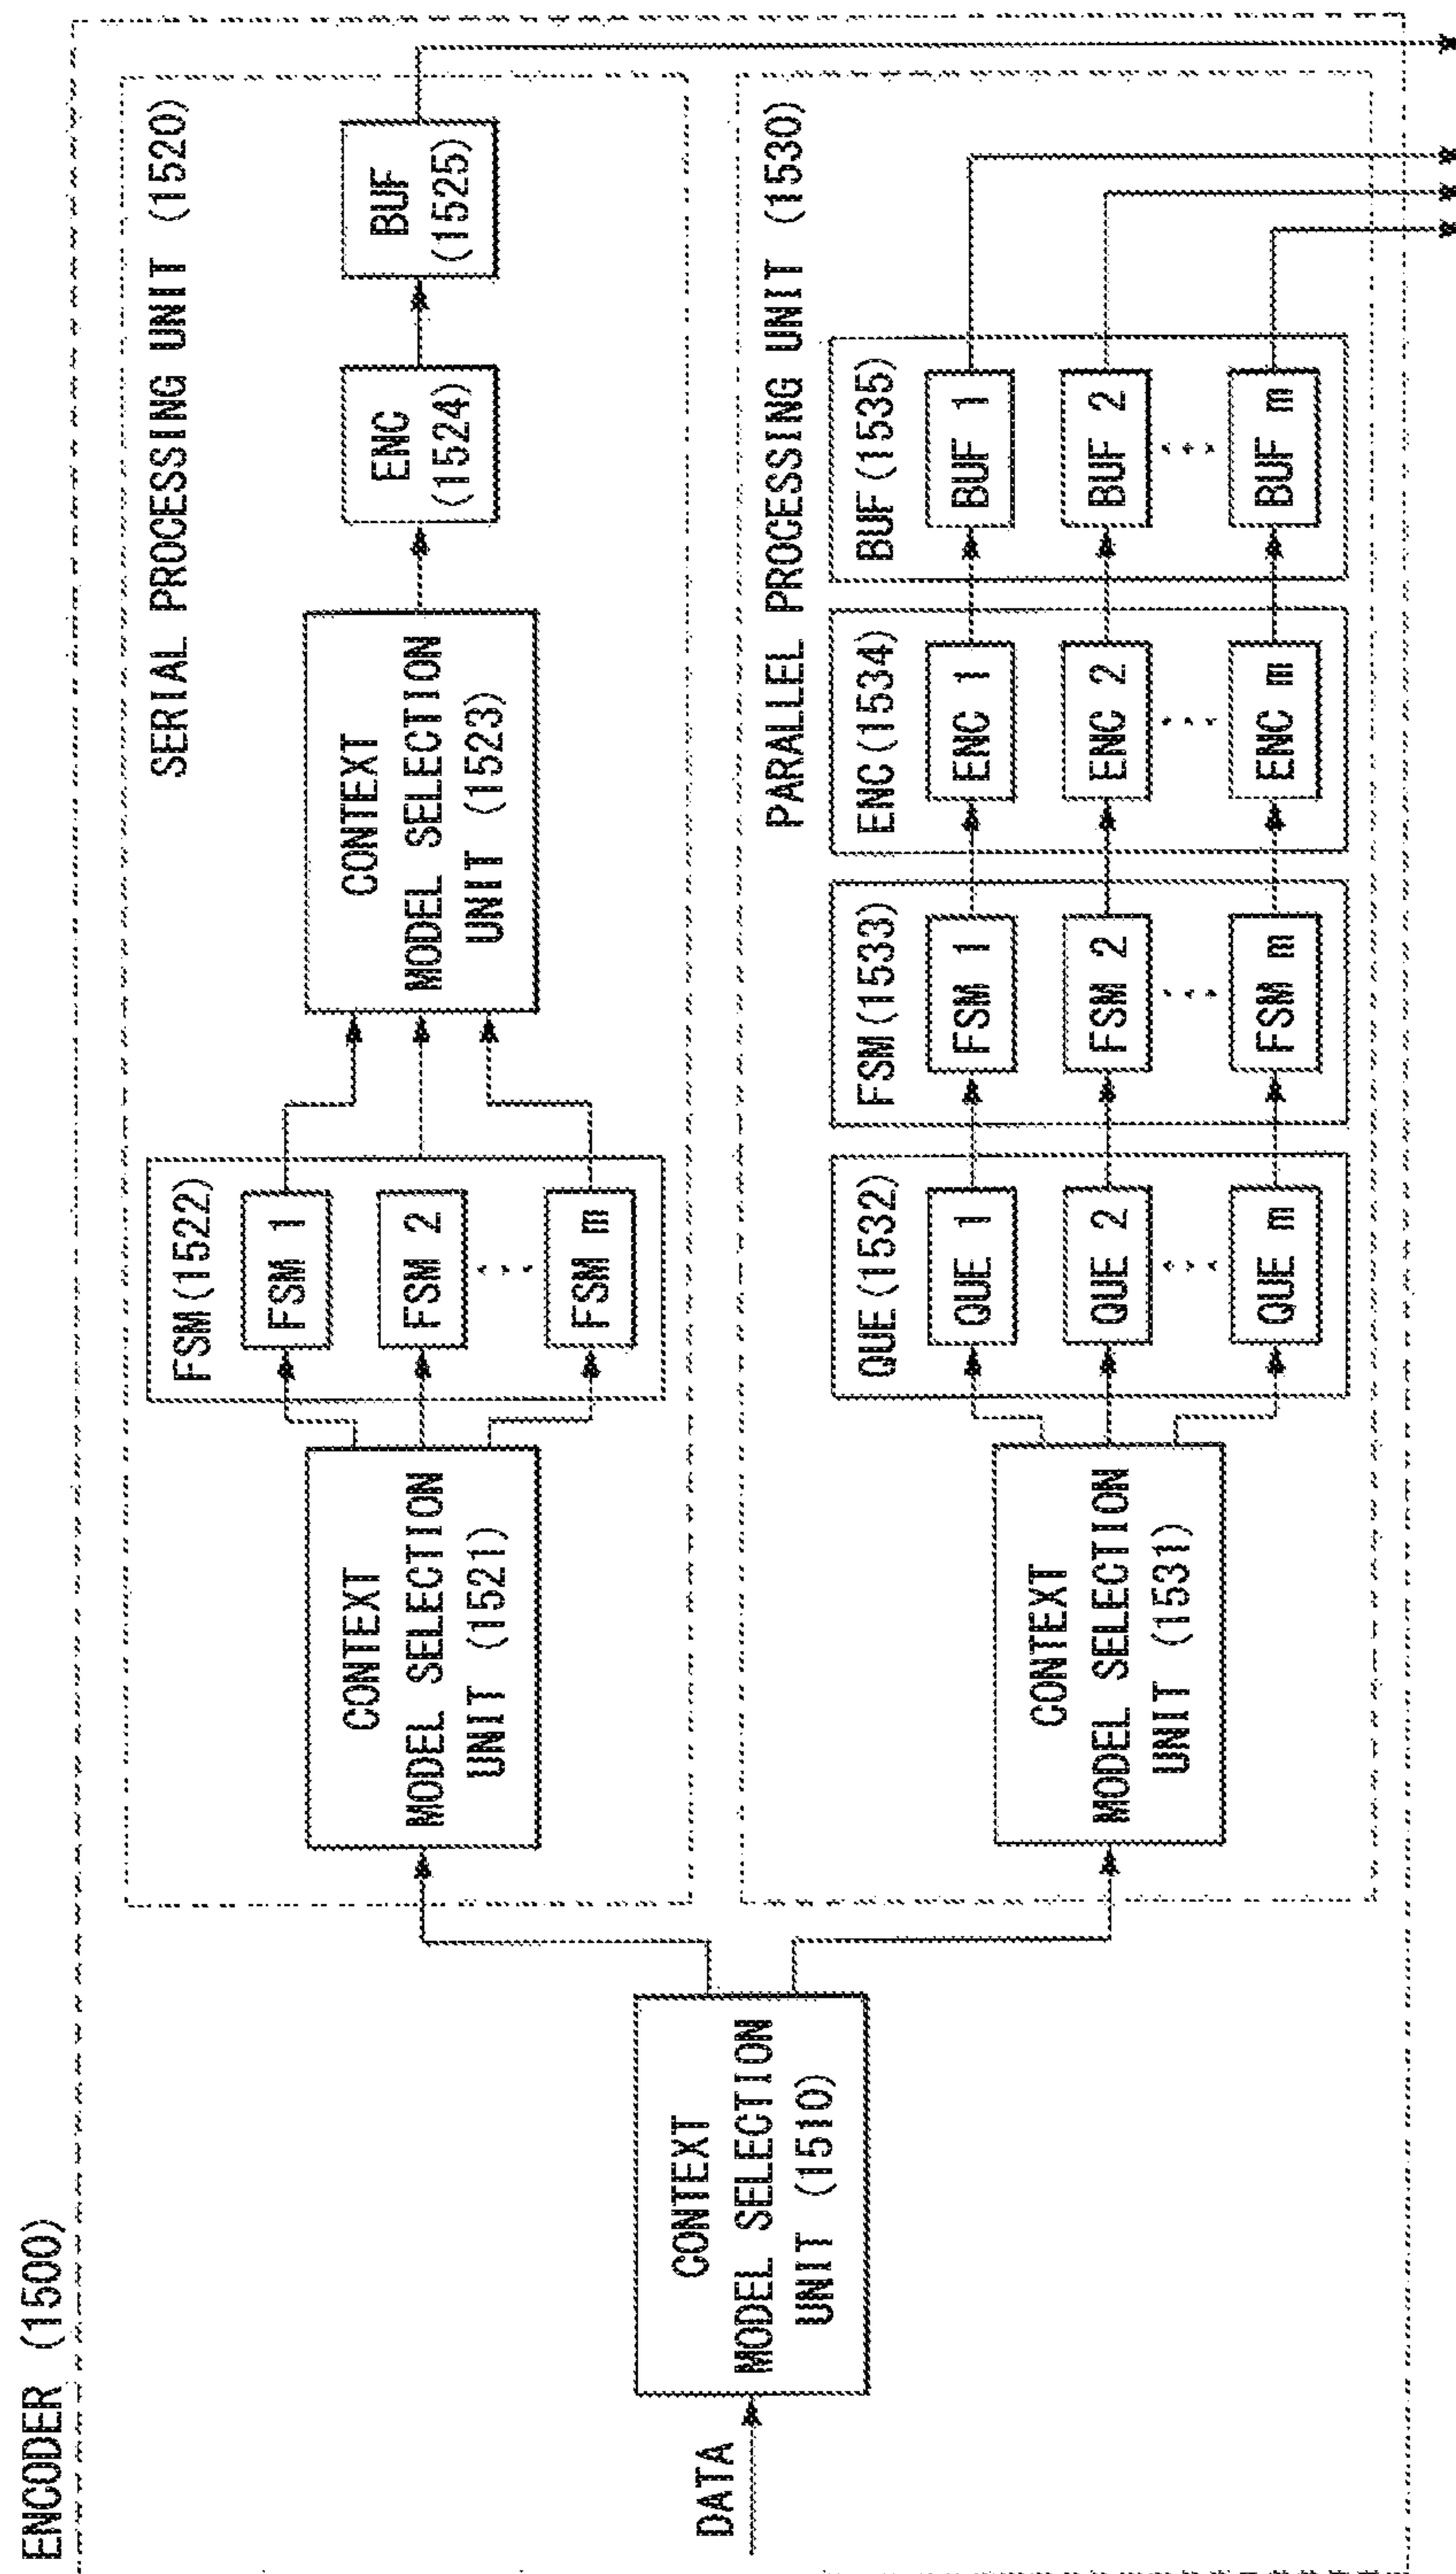 ENCODER (1500)
DATA
CONTEXT
MODEL SELECTION
UNIT (1510)
SERIAL PROCESSING UNIT (1520)
CONTEXT
MODEL SELECTION
UNIT (1521)
FSM(1522)
FSM 1
FSM 2
FSM m
CONTEXT
MODEL SELECTION
UNIT (1523)
ENC
(1524)
BUF
(1525)
PARALLEL PROCESSING UNIT (1530)
CONTEXT
MODEL SELECTION
UNIT (1531)
QUE(1532)
QUE 1
QUE 2
QUE m
FSM(1533)
FSM 1
FSM 2
FSM m
ENC(1534)
ENC 1
ENC 2
ENC m
BUF(1535)
BUF 1
BUF 2
BUF m